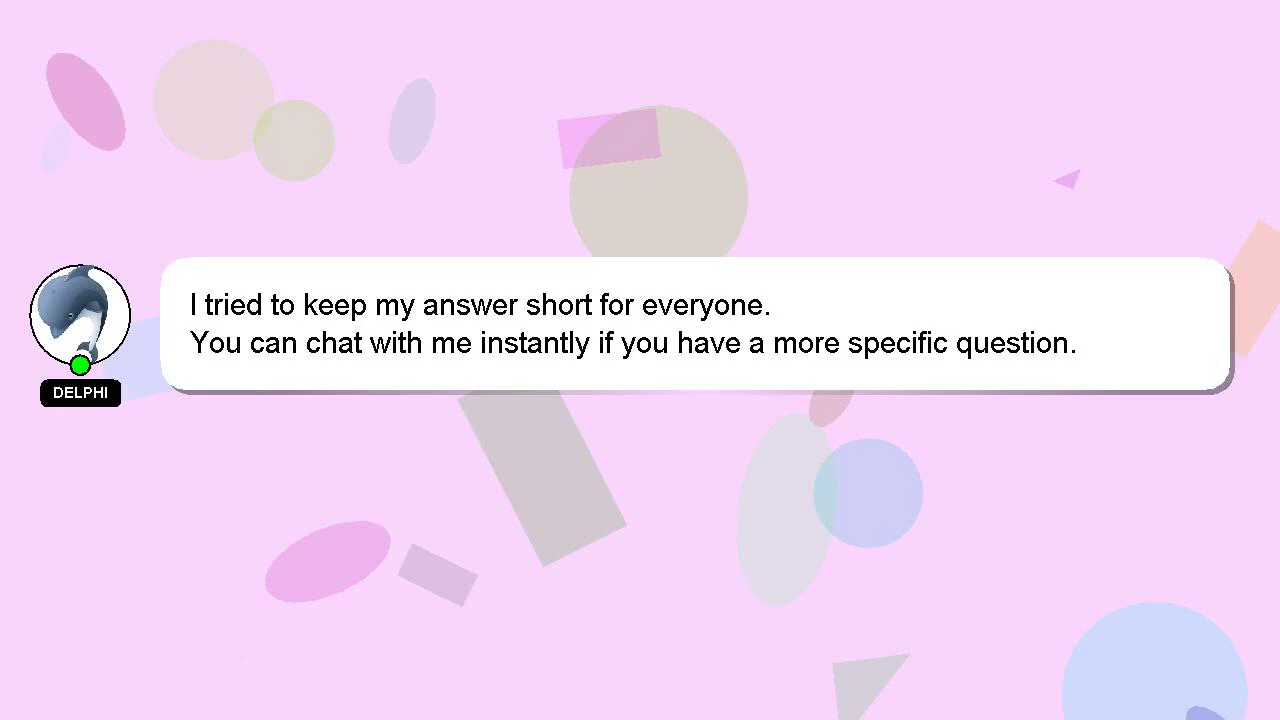 I tried to keep my answer short for everyone.
You can chat with me instantly if you have a more specific question.
DELPHI